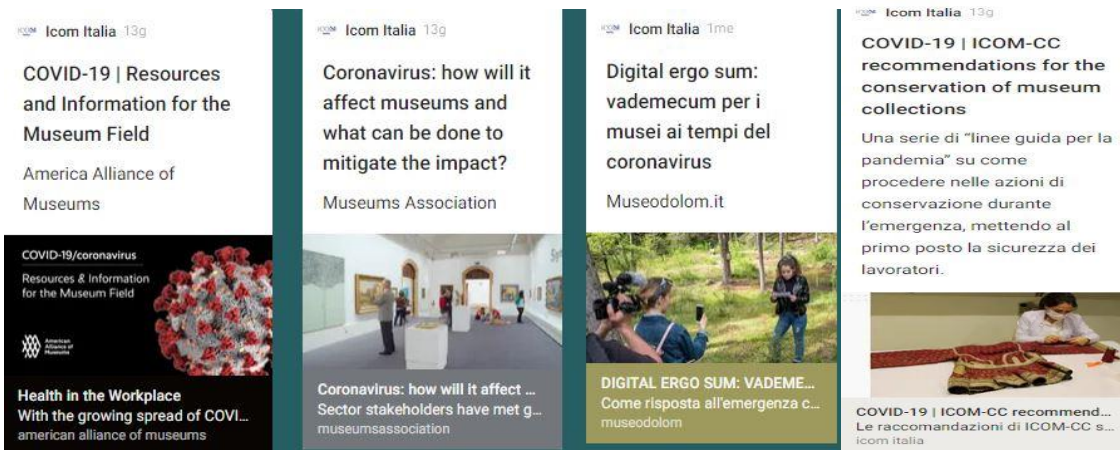 ICOM Icom Italia 13g
COVID-19 | Resources
and Information for the
Museum Field
America Alliance of
Museums
COVID-19/coronavirus
Resources & Information
for the Museum Field
American
Alliance of
Museums
Health in the Workplace
With the growing spread of COVI...
american alliance of museums
ICOM Icom Italia 13g
Coronavirus: how will it
affect museums and
what can be done to
mitigate the impact?
Museums Association
Coronavirus: how will it affect ...
Sector stakeholders have met g...
museumsassociation
ICOM Icom Italia 1me
Digital ergo sum:
vademecum per i
musei ai tempi del
coronavirus
Museodolom.it
DIGITAL ERGO SUM: VADEME...
Come risposta all'emergenza c...
museodolom
Icom Italia 13g
COVID-19 | ICOM-CC
recommendations for the
conservation of museum
collections
Una serie di “linee guida per la
pandemia” su come
procedere nelle azioni di
conservazione durante
l’emergenza, mettendo al
primo posto la sicurezza dei
lavoratori.
COVID-19 | ICOM-CC recommend...
Le raccomandazioni di ICOM-CC s...
icom italia